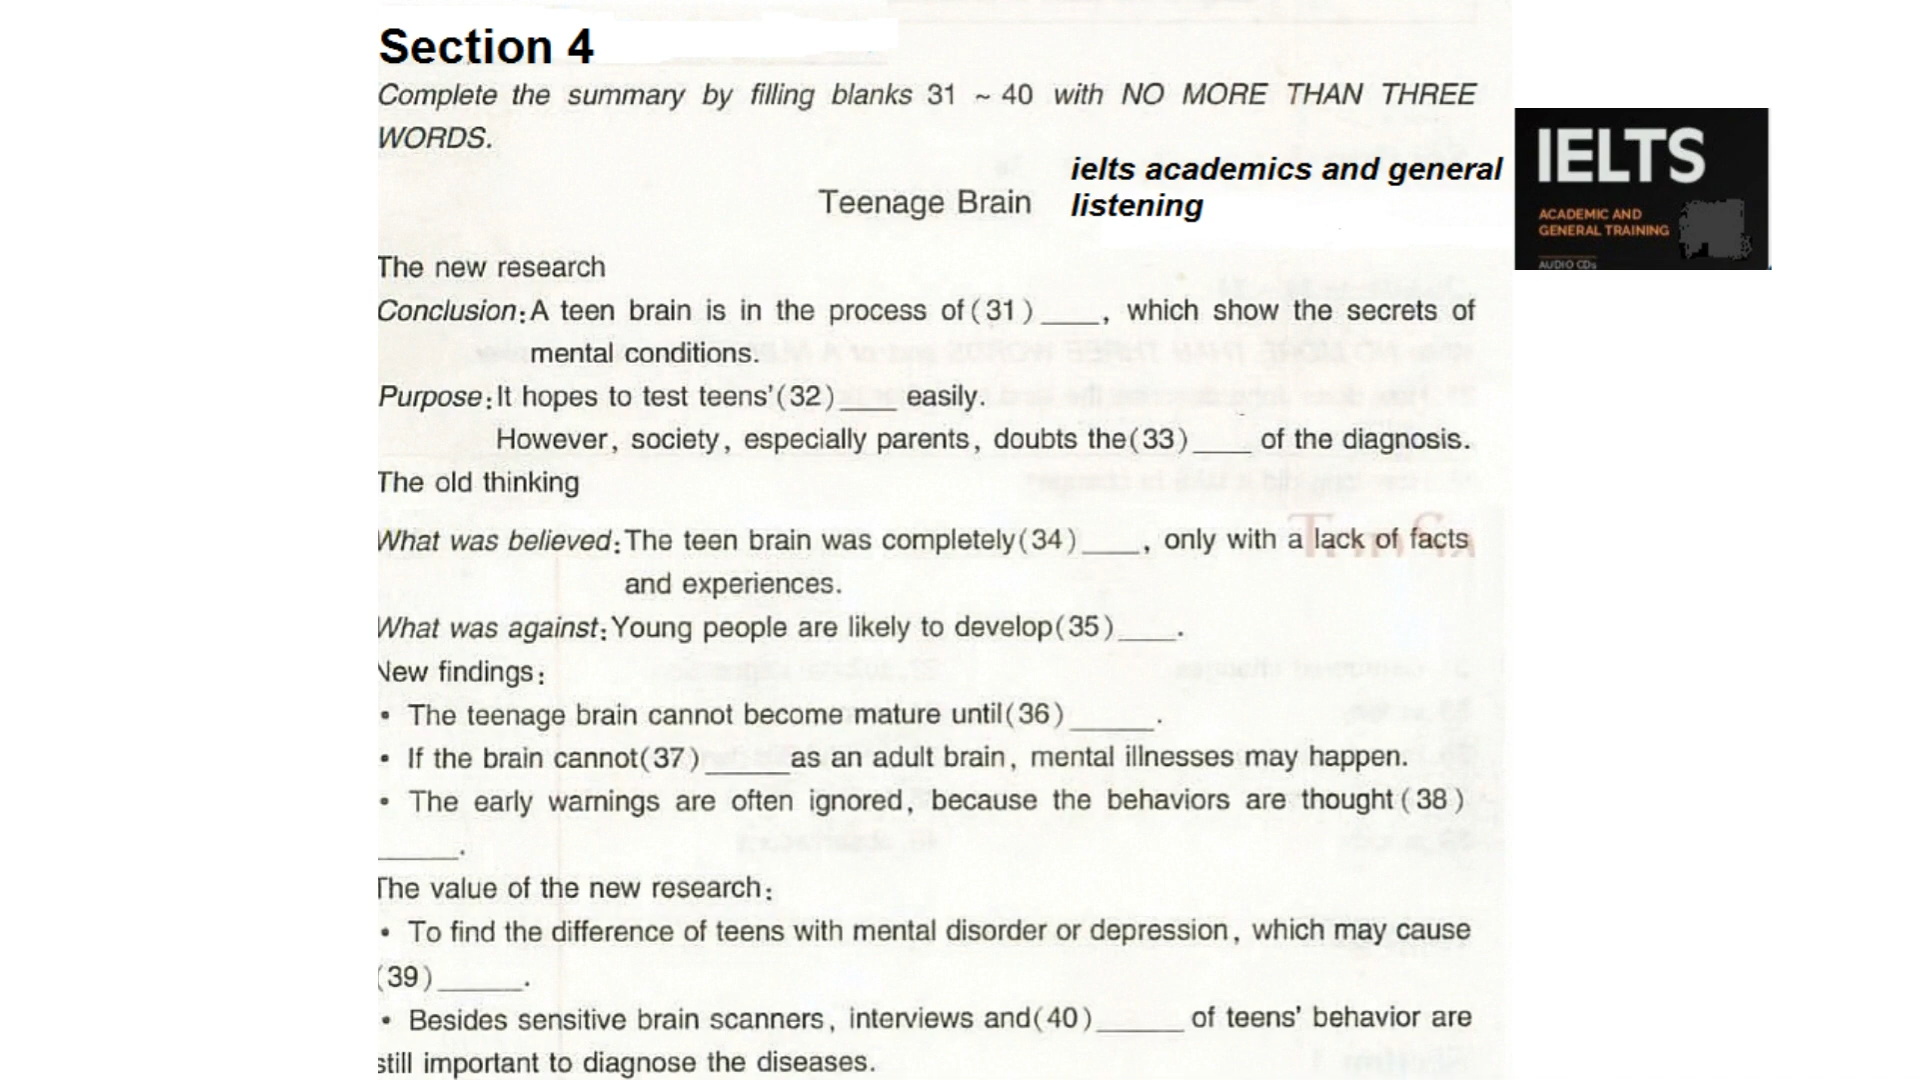 Section 4
Complete the summary by filling blanks 31 ~ 40 with NO MORE THAN THREE
WORDS.
ielts academics and general
listening
Teenage Brain
IELTS
ACADEMIC AND
GENERAL TRAINING
AUDIO CDs
The new research
Conclusion: A teen brain is in the process of (31) ____, which show the secrets of
mental conditions.
Purpose: It hopes to test teens' (32) ____ easily.
However, society, especially parents, doubts the (33) ____ of the diagnosis.
The old thinking
What was believed: The teen brain was completely (34) ____, only with a lack of facts
and experiences.
What was against: Young people are likely to develop (35) ____.
New findings:
• The teenage brain cannot become mature until (36) ______.
• If the brain cannot (37) ______ as an adult brain, mental illnesses may happen.
• The early warnings are often ignored, because the behaviors are thought (38)
______.
The value of the new research:
• To find the difference of teens with mental disorder or depression, which may cause
(39) ______.
• Besides sensitive brain scanners, interviews and (40) ______ of teens' behavior are
still important to diagnose the diseases.